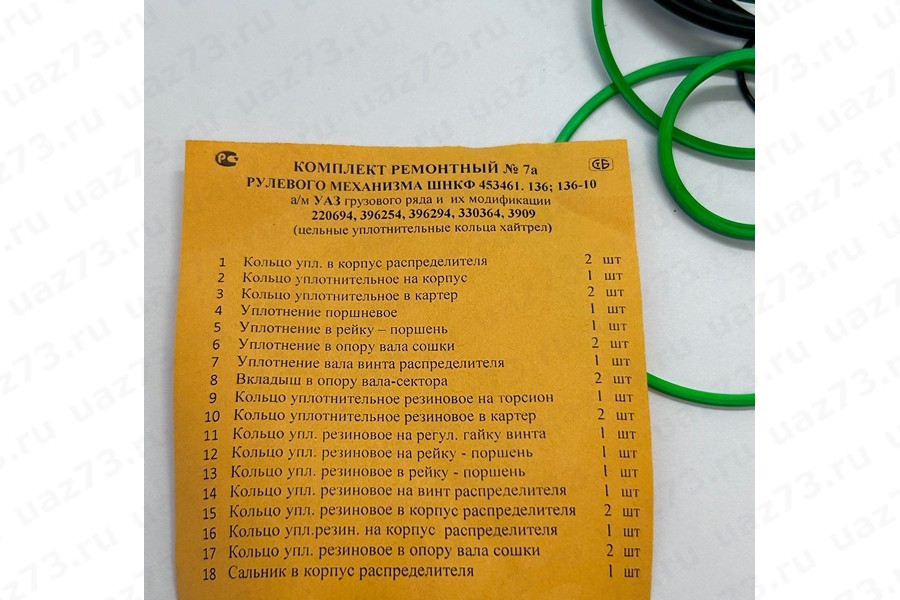 РС
СБ
КОМПЛЕКТ РЕМОНТНЫЙ № 7а
РУЛЕВОГО МЕХАНИЗМА ШНКФ 453461. 136; 136-10
а/м УАЗ грузового ряда и их модификации
220694, 396254, 396294, 330364, 3909
(цельные уплотнительные кольца хайтрел)
1 Кольцо упл. в корпус распределителя 2 шт
2 Кольцо уплотнительное на корпус 1 шт
3 Кольцо уплотнительное в картер 2 шт
4 Уплотнение поршневое 1 шт
5 Уплотнение в рейку – поршень 1 шт
6 Уплотнение в опору вала сошки 2 шт
7 Уплотнение вала винта распределителя 1 шт
8 Вкладыш в опору вала-сектора 2 шт
9 Кольцо уплотнительное резиновое на торсион 1 шт
10 Кольцо уплотнительное резиновое в картер 2 шт
11 Кольцо упл. резиновое на регул. гайку винта 1 шт
12 Кольцо упл. резиновое на рейку - поршень 1 шт
13 Кольцо упл. резиновое в рейку - поршень 1 шт
14 Кольцо упл. резиновое на винт распределителя 1 шт
15 Кольцо упл. резиновое в корпус распределителя 2 шт
16 Кольцо упл.резин. на корпус распределителя 1 шт
17 Кольцо упл. резиновое в опору вала сошки 2 шт
18 Сальник в корпус распределителя 1 шт
uaz73.ru